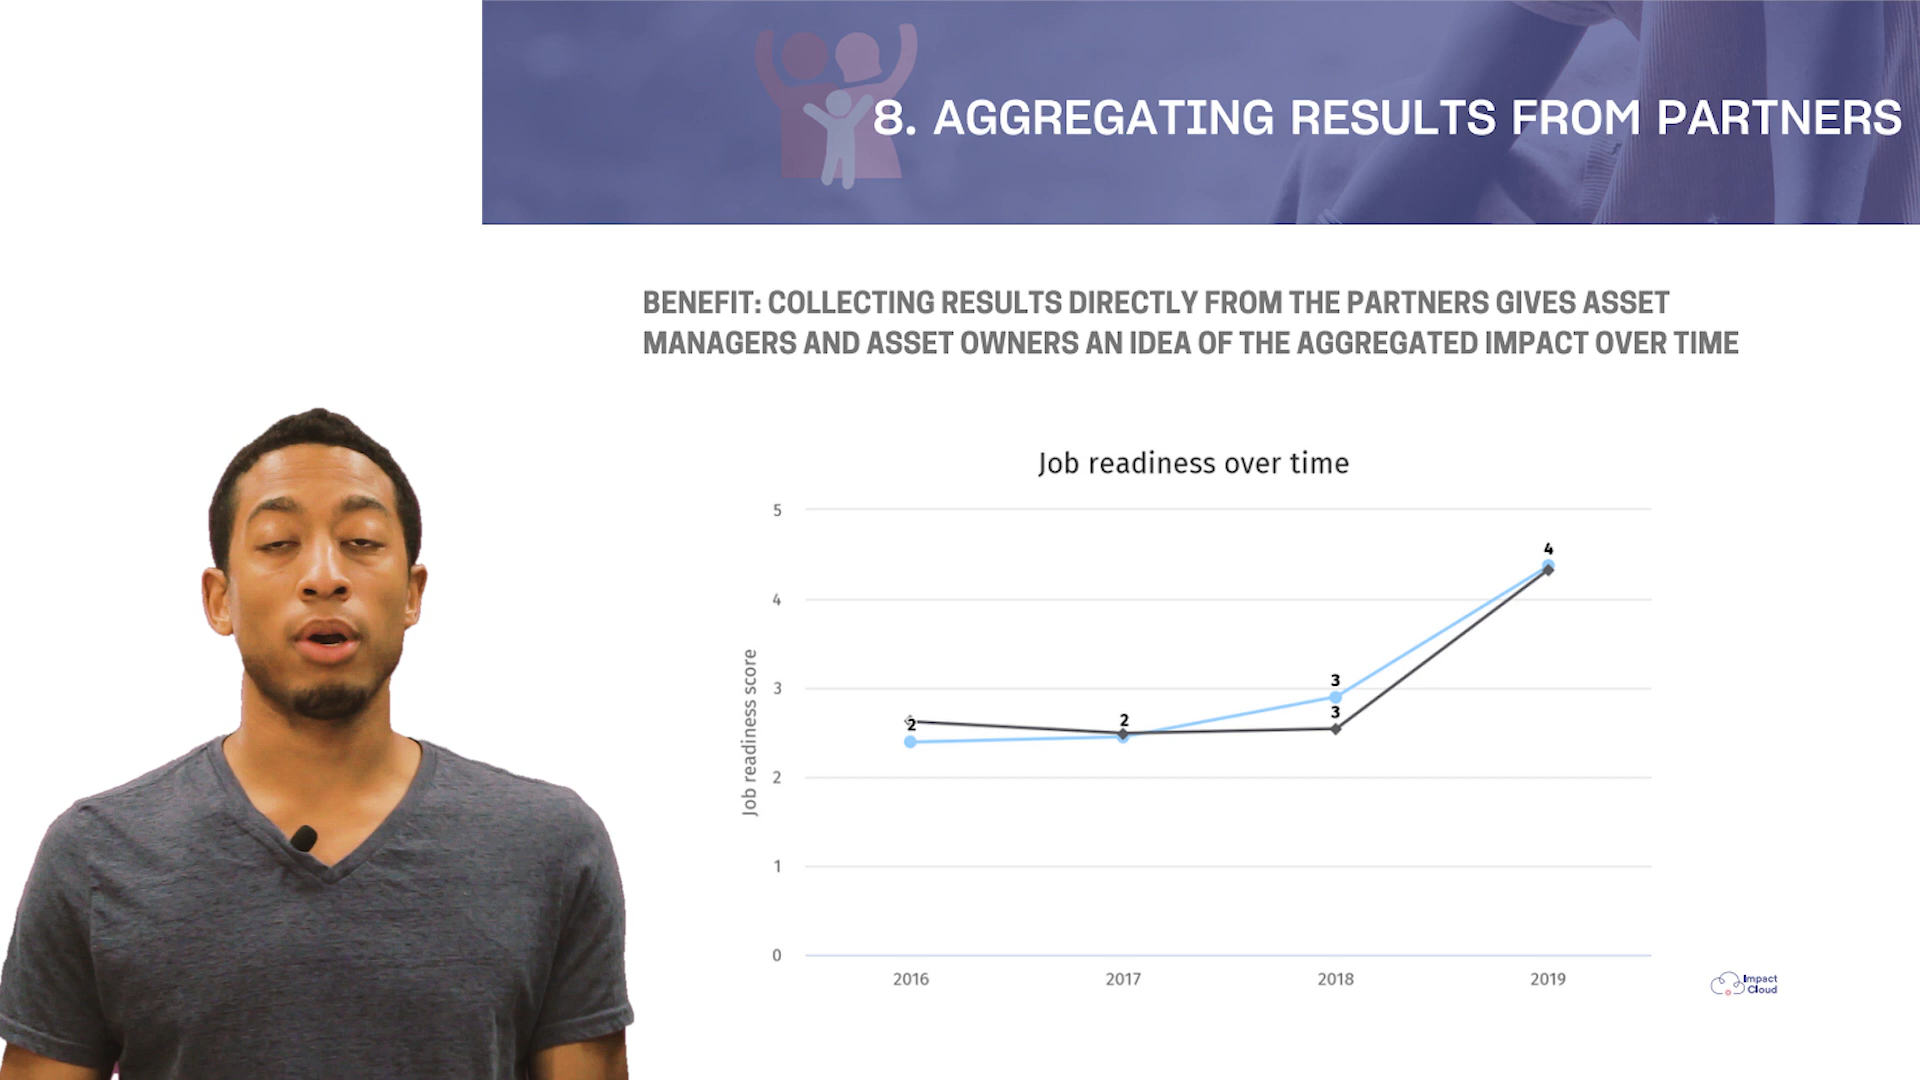 8. AGGREGATING RESULTS FROM PARTNERS
BENEFIT: COLLECTING RESULTS DIRECTLY FROM THE PARTNERS GIVES ASSET
MANAGERS AND ASSET OWNERS AN IDEA OF THE AGGREGATED IMPACT OVER TIME
Job readiness over time
Job readiness score
5
4
3
2
1
0
2
2
3
3
4
2016
2017
2018
2019
Impact
Cloud